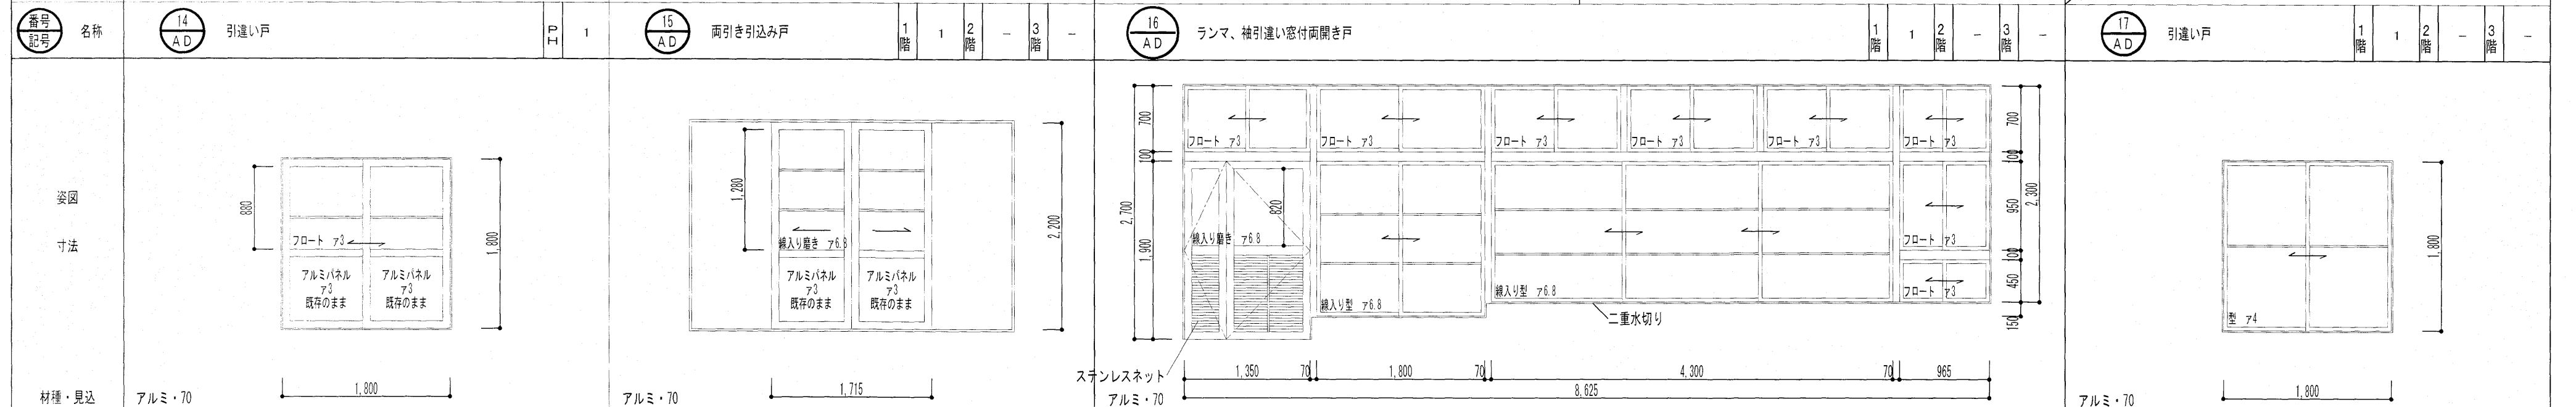 番号 記号 名称 14 AD 引違い戸 PH 1
15 AD 両引き引込み戸 1階 1 2階 - 3階 -
16 AD ランマ、袖引違い窓付両開き戸 1階 1 2階 - 3階 -
17 AD 引違い戸 1階 1 2階 - 3階 -
姿図
寸法
材種・見込
880
フロート ァ3
アルミパネル
ァ3
既存のまま
アルミパネル
ァ3
既存のまま
1,800
1,800
アルミ・70
1,280
線入り磨き ァ6.8
アルミパネル
ァ3
既存のまま
アルミパネル
ァ3
既存のまま
2,200
1,715
アルミ・70
2,700
700
100
1,900
フロート ァ3
フロート ァ3
フロート ァ3
フロート ァ3
フロート ァ3
フロート ァ3
820
線入り磨き ァ6.8
線入り型 ァ6.8
線入り型 ァ6.8
フロート ァ3
フロート ァ3
二重水切り
700
100
950
100
450
150
2,300
ステンレスネット
1,350 70 1,800 70 4,300 70 965
8,625
アルミ・70
型 ァ4
1,800
1,800
アルミ・70